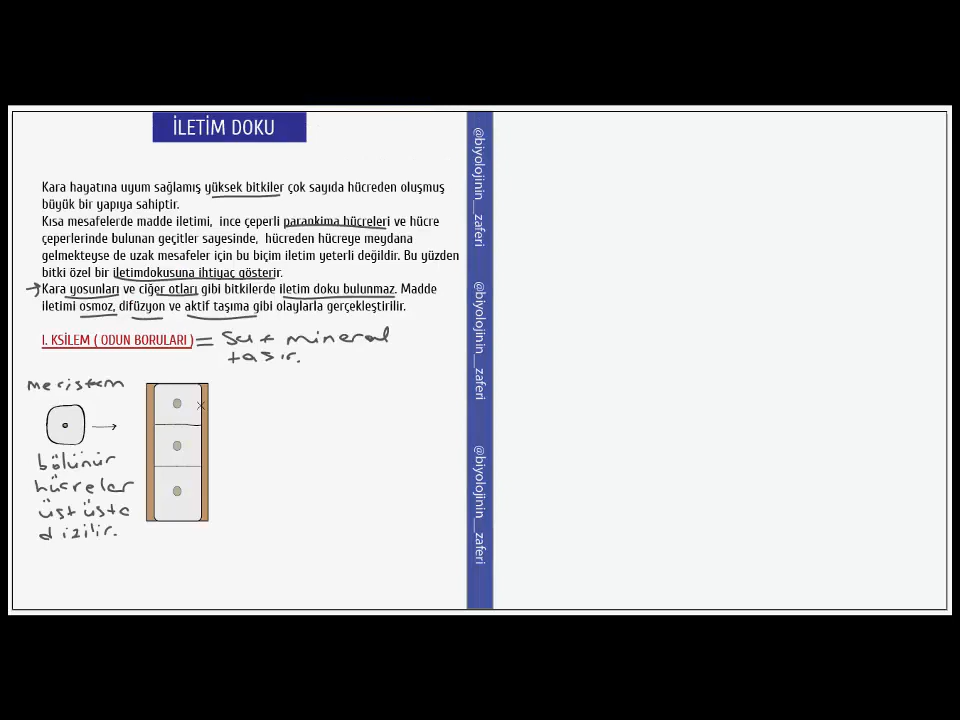 İLETİM DOKU
Kara hayatına uyum sağlamış yüksek bitkiler çok sayıda hücreden oluşmuş
büyük bir yapıya sahiptir.
Kısa mesafelerde madde iletimi, ince çeperli parankima hücreleri ve hücre
çeperlerinde bulunan geçitler sayesinde, hücreden hücreye meydana
gelmekteyse de uzak mesafeler için bu biçim iletim yeterli değildir. Bu yüzden
bitki özel bir iletimdokusuna ihtiyaç gösterir.
Kara yosunları ve ciğer otları gibi bitkilerde iletim doku bulunmaz. Madde
iletimi osmoz, difüzyon ve aktif taşıma gibi olaylarla gerçekleştirilir.
I. KSİLEM ( ODUN BORULARI ) = Su + mineral
taşır.
meristem
bölünür
hücreler
üst üste
dizilir.
@biyolojinin__zaferi
@biyolojinin__zaferi
@biyolojinin__zaferi